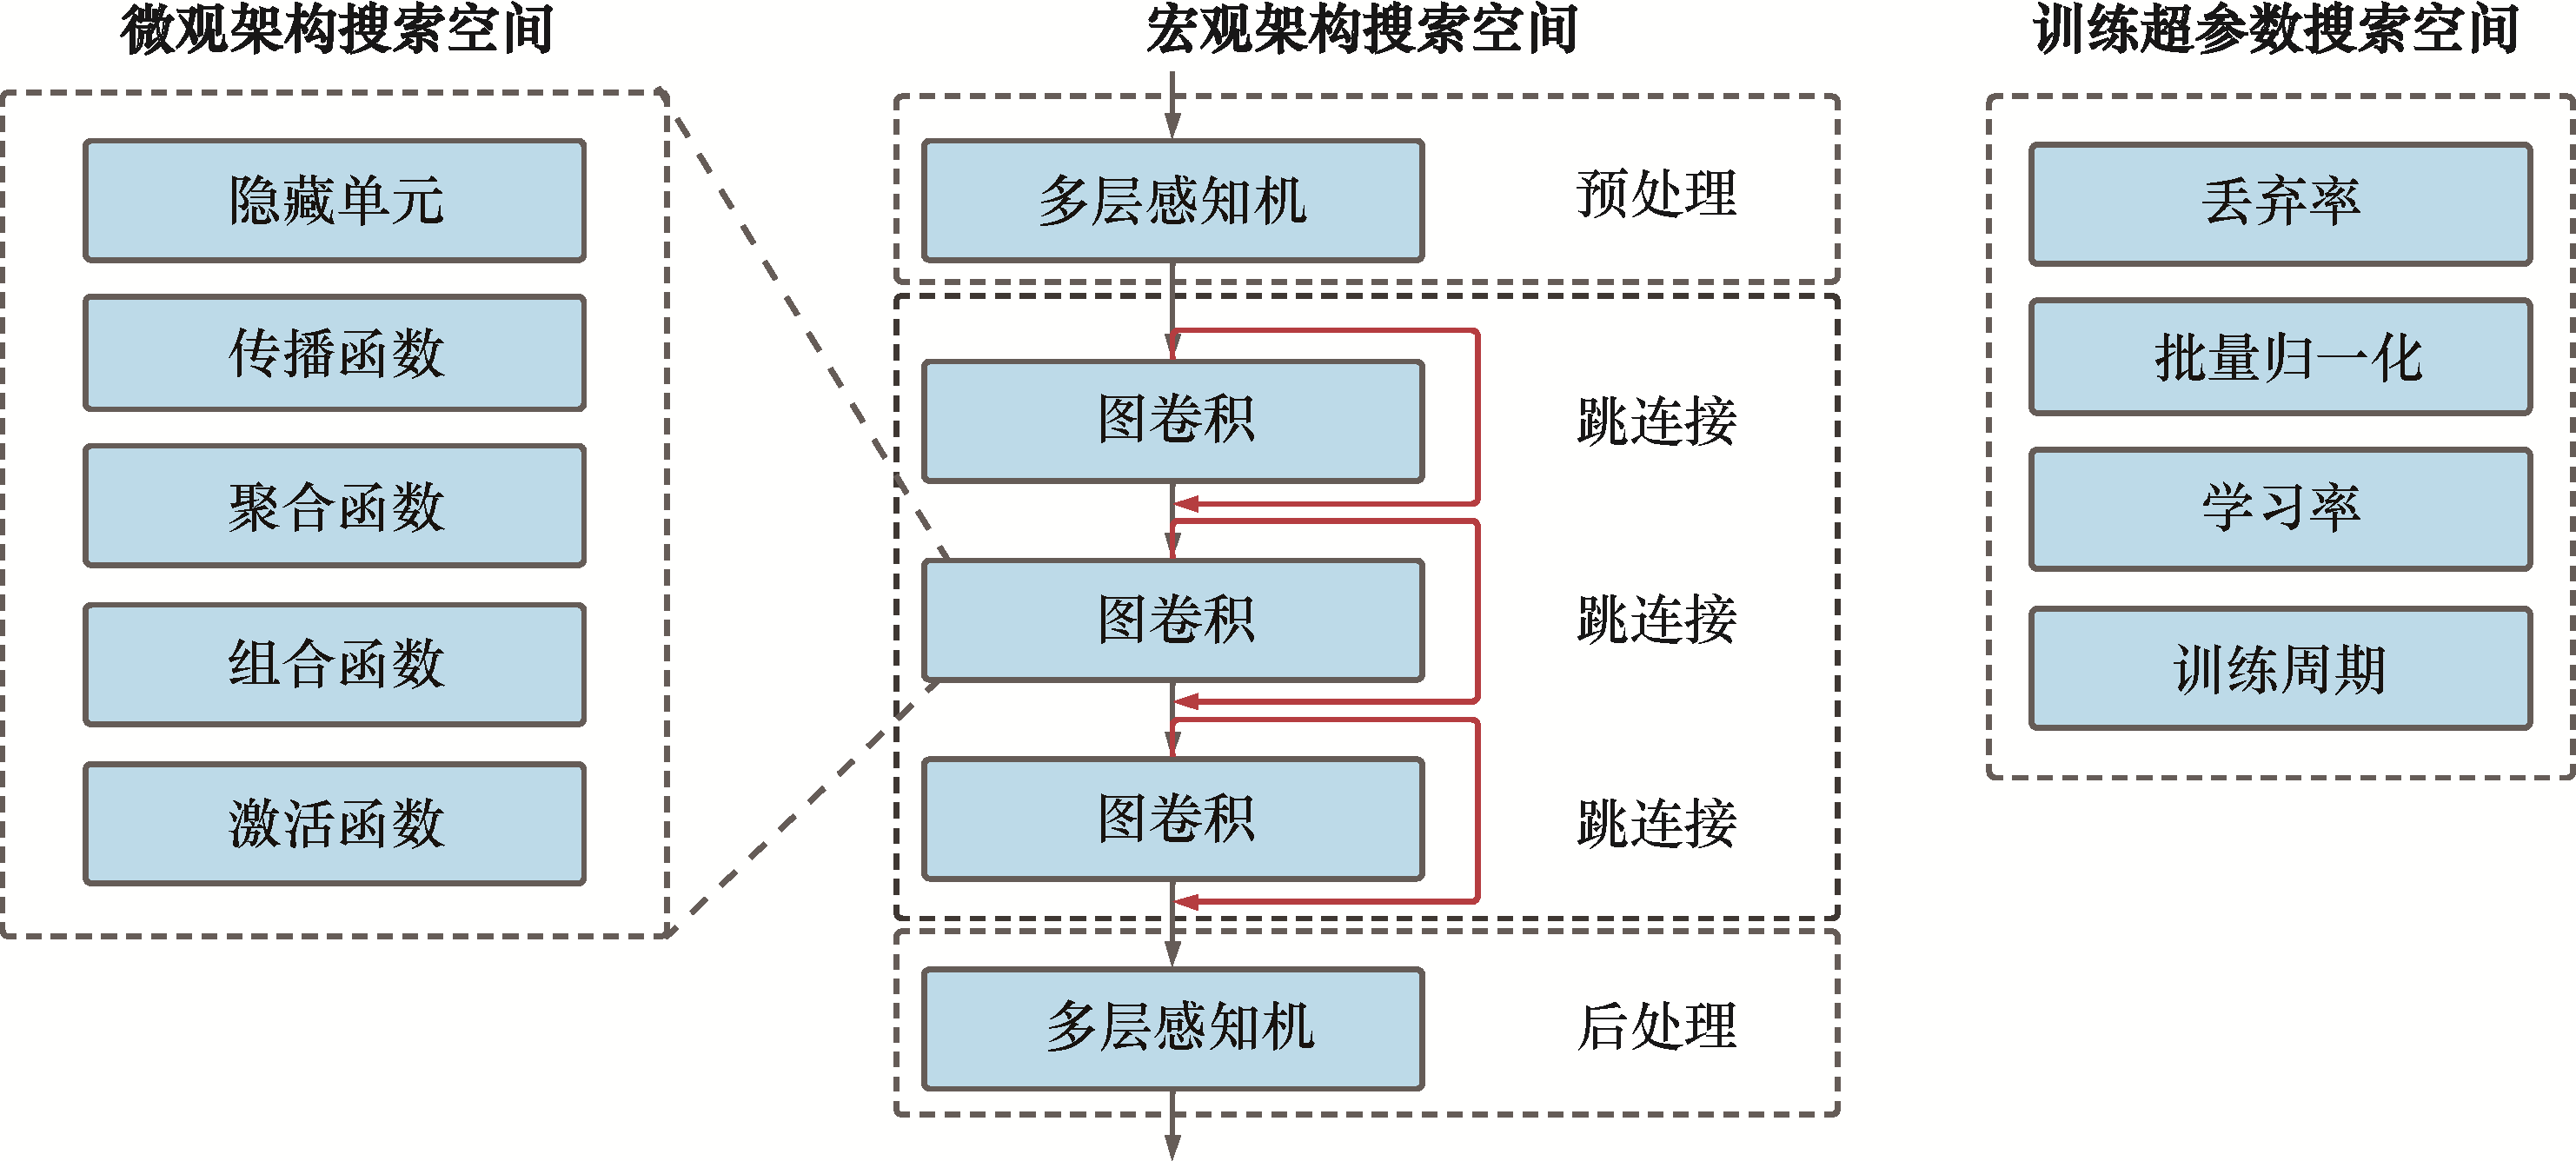 微观架构搜索空间
隐藏单元
传播函数
聚合函数
组合函数
激活函数
宏观架构搜索空间
多层感知机
预处理
图卷积
跳连接
图卷积
跳连接
图卷积
跳连接
多层感知机
后处理
训练超参数搜索空间
丢弃率
批量归一化
学习率
训练周期